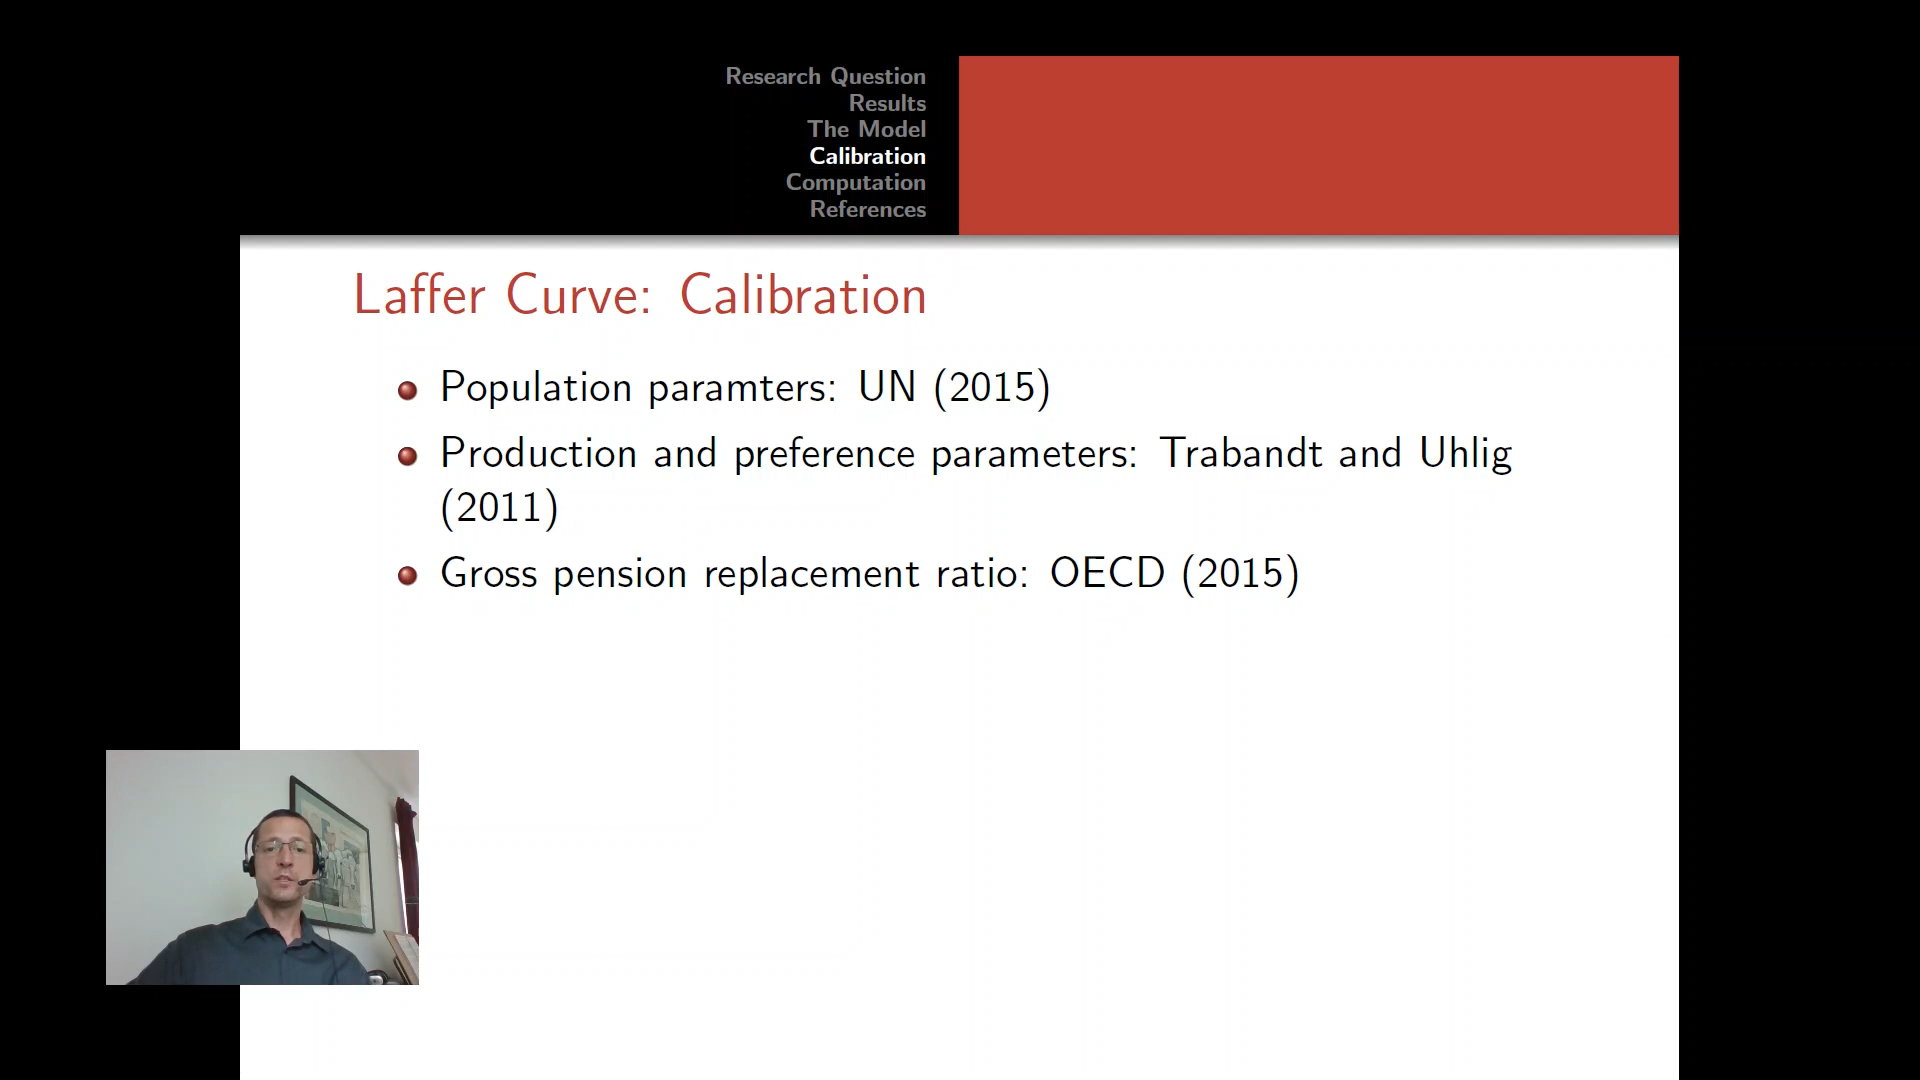 Research Question
Results
The Model
Calibration
Computation
References
Laffer Curve: Calibration
Population paramters: UN (2015)
Production and preference parameters: Trabandt and Uhlig
(2011)
Gross pension replacement ratio: OECD (2015)